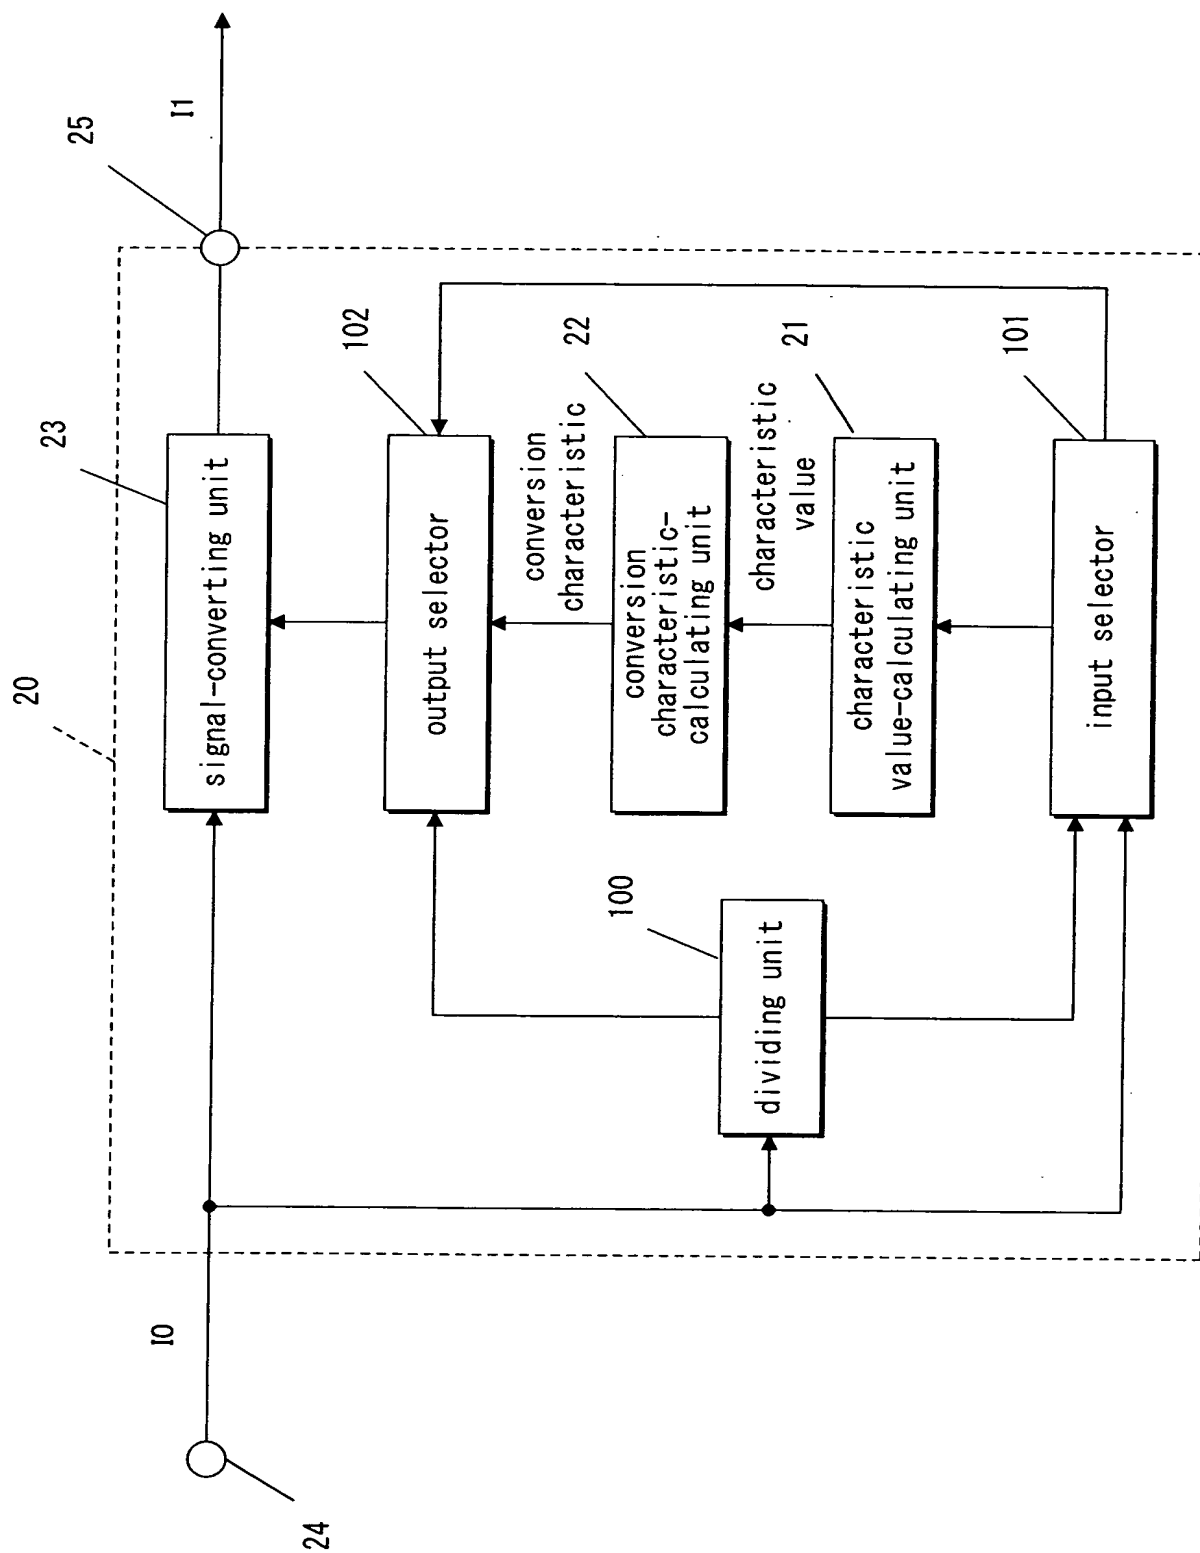 20
23
25
I1
signal-converting unit
102
output selector
conversion
characteristic
22
conversion
characteristic-
calculating unit
characteristic
value
21
characteristic
value-calculating unit
101
input selector
100
dividing unit
I0
24